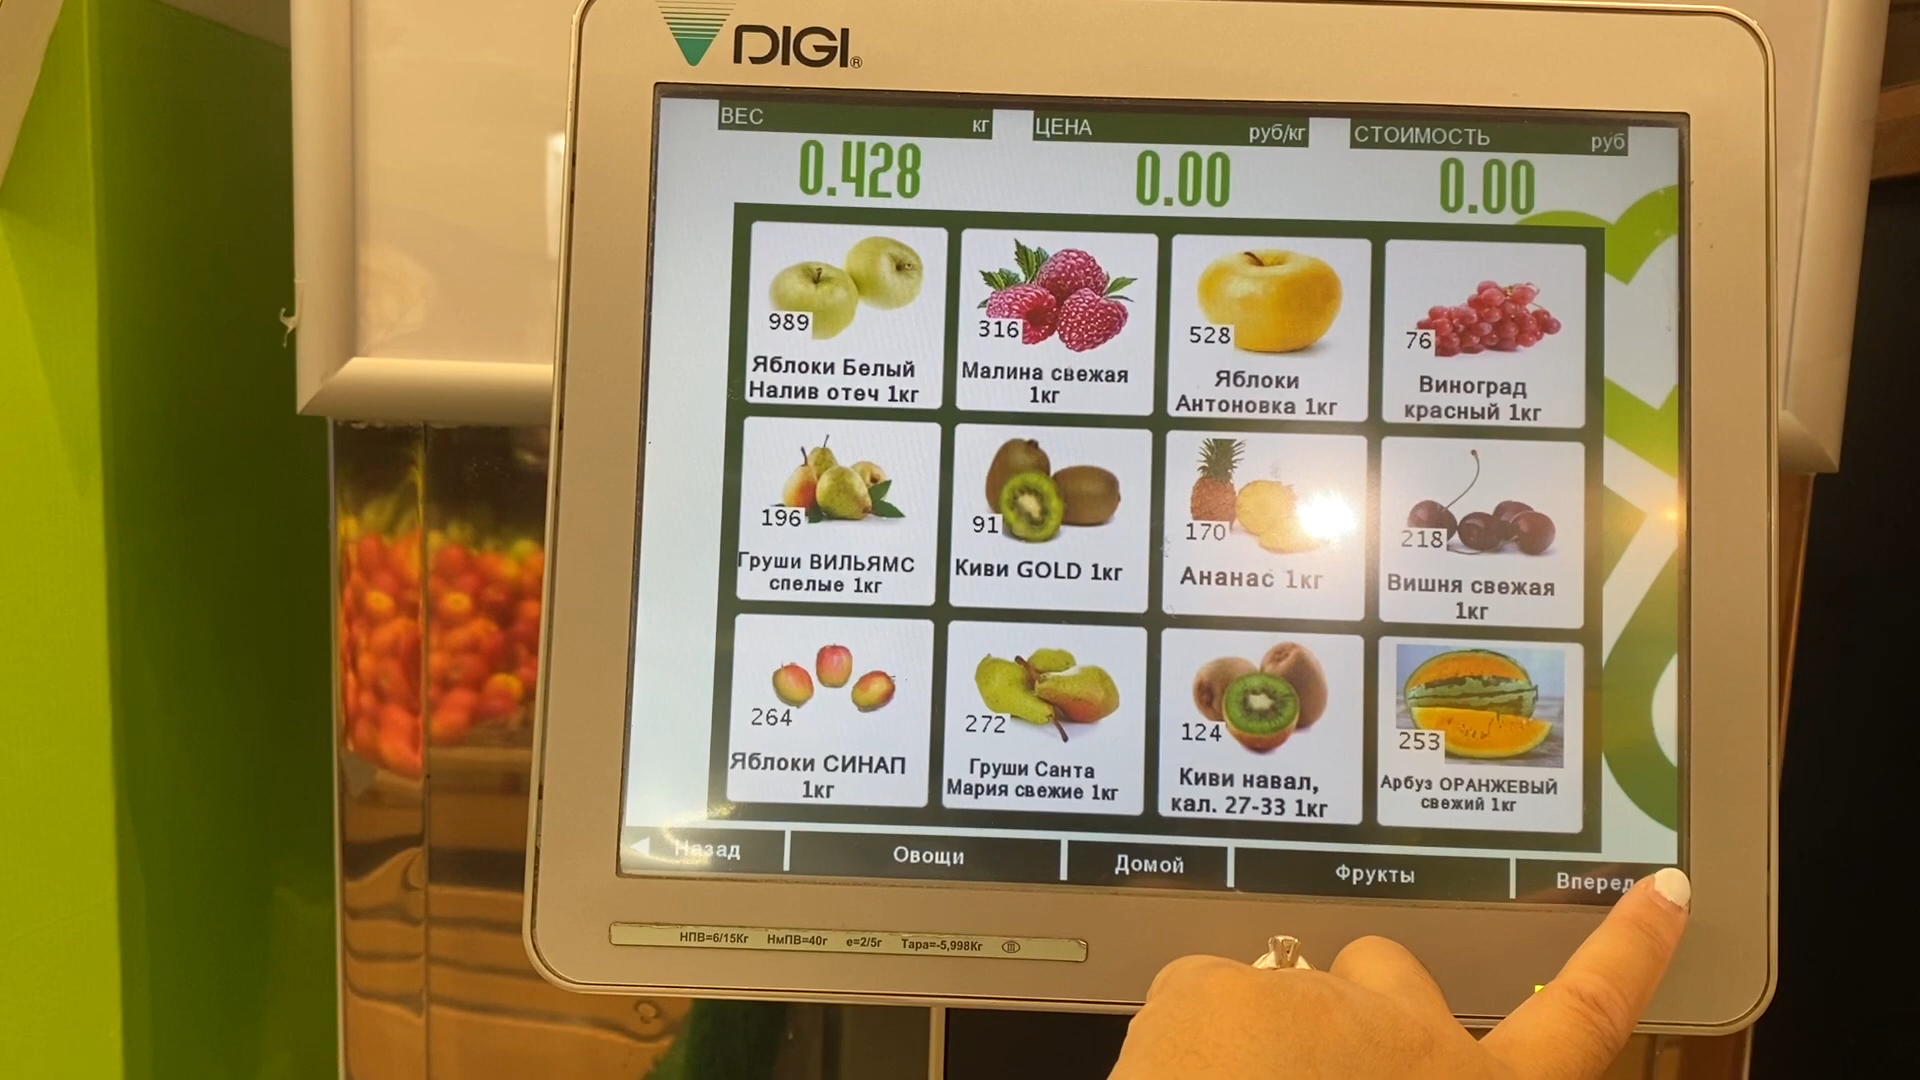 DIGI®
ВЕС кг ЦЕНА руб/кг СТОИМОСТЬ руб
0.428 0.00 0.00
989
Яблоки Белый
Налив отеч 1кг
316
Малина свежая
1кг
528
Яблоки
Антоновка 1кг
76
Виноград
красный 1кг
196
Груши ВИЛЬЯМС
спелые 1кг
91
Киви GOLD 1кг
170
Ананас 1кг
218
Вишня свежая
1кг
264
Яблоки СИНАП
1кг
272
Груши Санта
Мария свежие 1кг
124
Киви навал,
кал. 27-33 1кг
253
Арбуз ОРАНЖЕВЫЙ
свежий 1кг
Назад Овощи Домой Фрукты Вперед
НПВ=6/15Кг НмПВ=40г e=2/5г Тара=-5,998Кг III